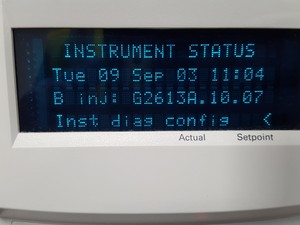 INSTRUMENT STATUS
Tue 09 Sep 03 11:04
B inj: G2613A.10.07
Inst diag config <
Actual Setpoint